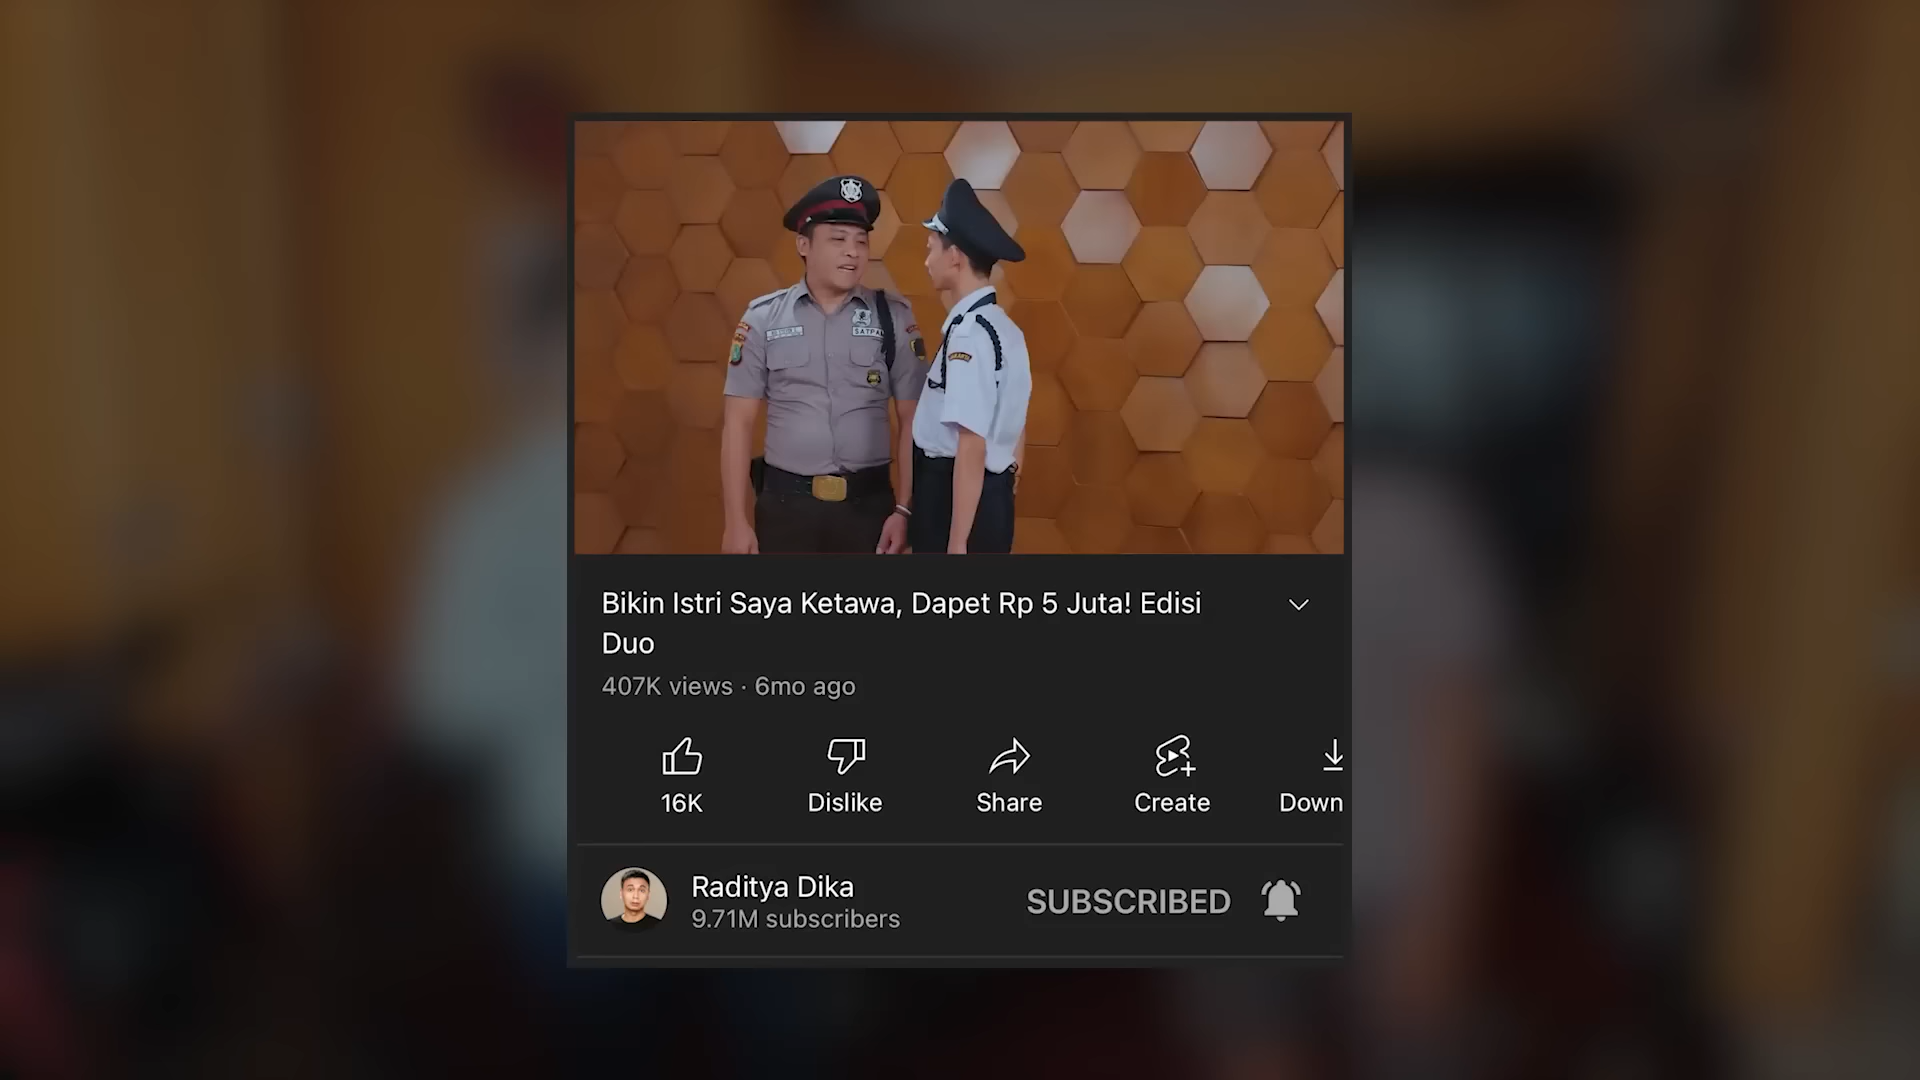 SATPAM
Bikin Istri Saya Ketawa, Dapet Rp 5 Juta! Edisi
Duo
407K views · 6mo ago
16K
Dislike
Share
Create
Down
Raditya Dika
9.71M subscribers
SUBSCRIBED